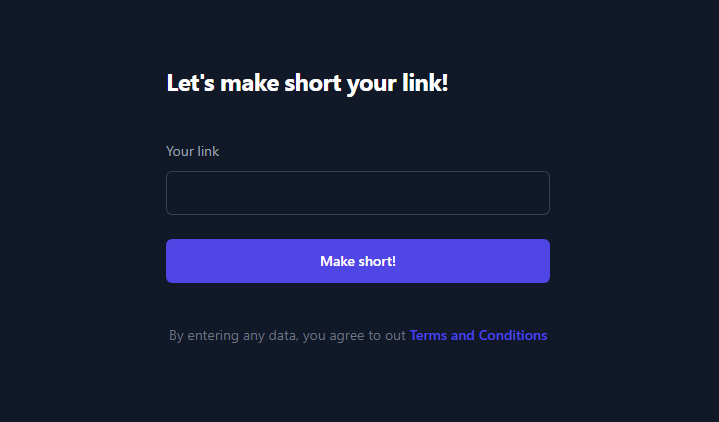 Let's make short your link!
Your link
Make short!
By entering any data, you agree to out Terms and Conditions